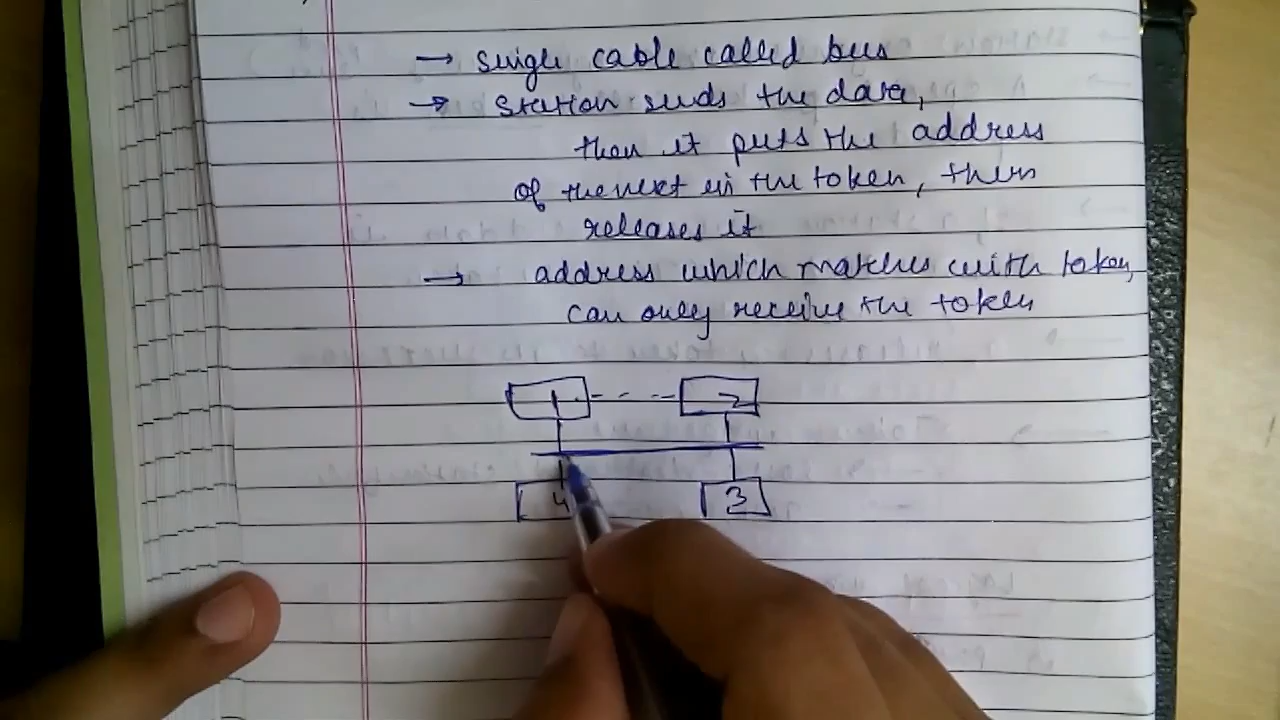 → single cable called bus
→ station sends the data,
then it puts the address
of the next in the token, then
releases it
→ address which matches with token,
can only receive the token
1 2
4 3